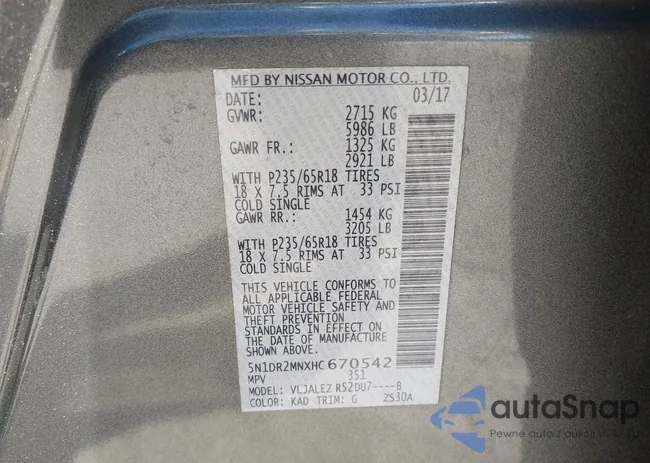 MFD BY NISSAN MOTOR CO., LTD.
DATE: 03/17
GVWR: 2715 KG
5986 LB
GAWR FR.: 1325 KG
2921 LB
WITH P235/65R18 TIRES
18 X 7.5 RIMS AT 33 PSI
COLD SINGLE
GAWR RR.: 1454 KG
3205 LB
WITH P235/65R18 TIRES
18 X 7.5 RIMS AT 33 PSI
COLD SINGLE
THIS VEHICLE CONFORMS TO
ALL APPLICABLE FEDERAL
MOTOR VEHICLE SAFETY AND
THEFT PREVENTION
STANDARDS IN EFFECT ON
THE DATE OF MANUFACTURE
SHOWN ABOVE.
5N1DR2MNXHC670542
MPV 351
MODEL: VLJALEZ R52DU7----B
COLOR: KAD TRIM: G ZS30A
autaSnap
Pewne auta z aukcji